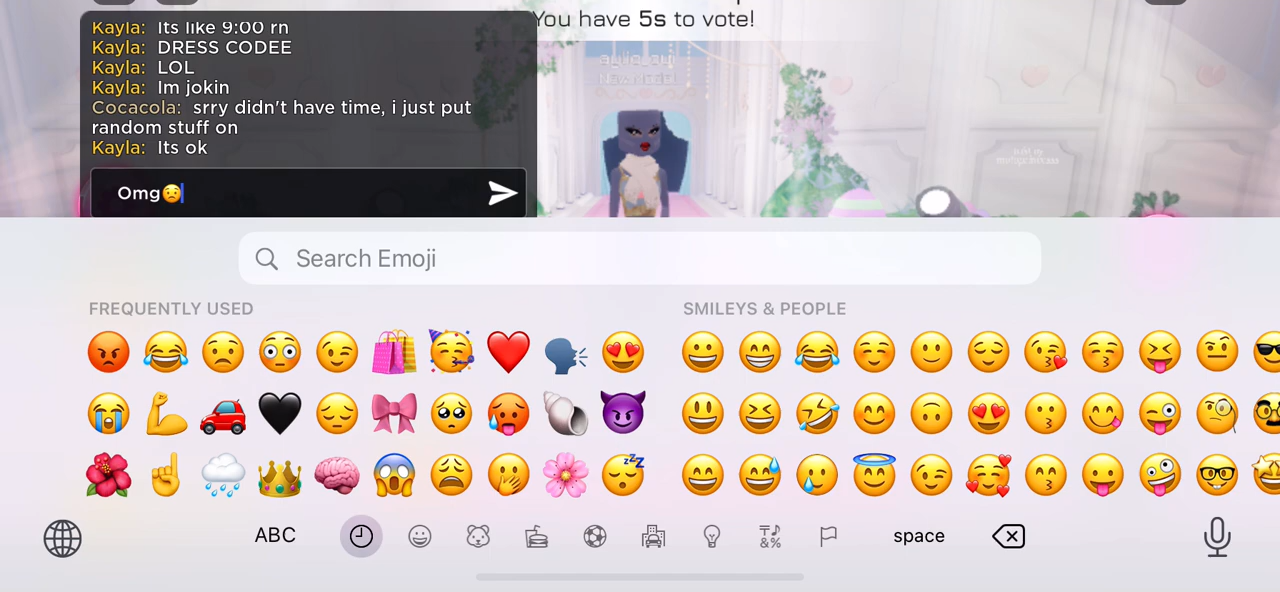 You have 5s to vote!
Kayla: Its like 9:00 rn
Kayla: DRESS CODEE
Kayla: LOL
Kayla: Im jokin
Cocacola: srry didn't have time, i just put
random stuff on
Kayla: Its ok
Omg😟
Search Emoji
FREQUENTLY USED
SMILEYS & PEOPLE
ABC
space